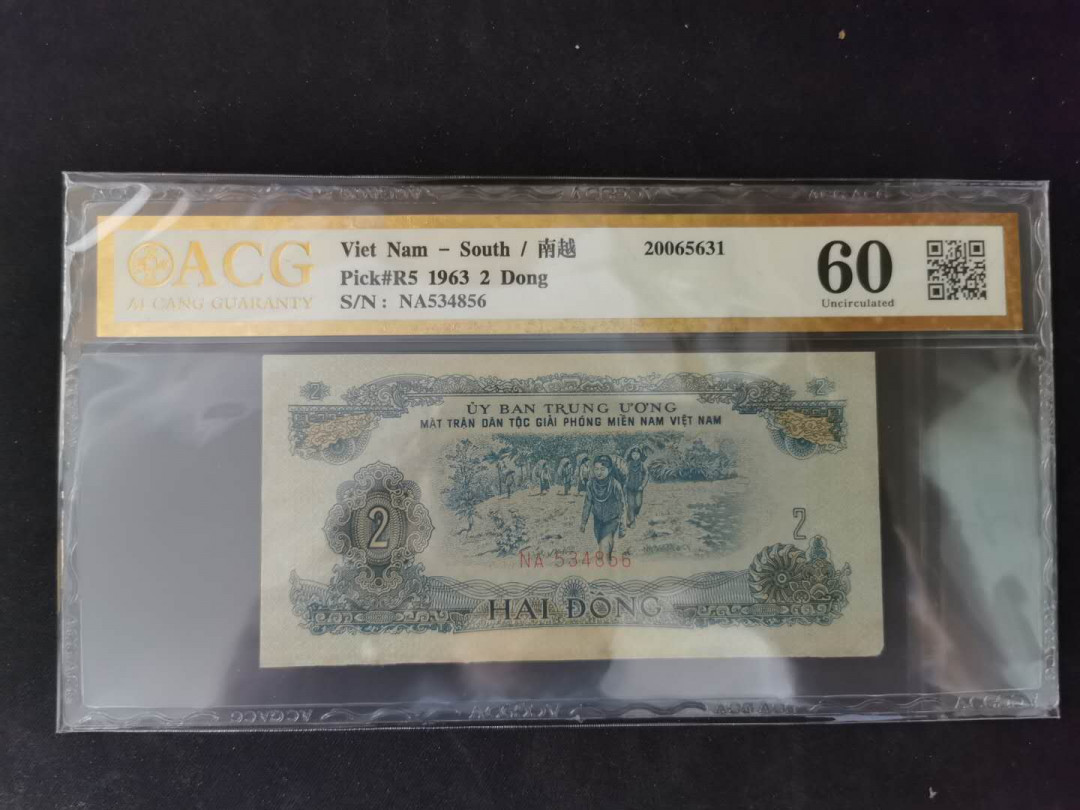 ACG
AI CANG GUARANTY
Viet Nam - South / 南越
Pick#R5 1963 2 Dong
S/N: NA534856
20065631
60
Uncirculated
2
2
ỦY BAN TRUNG ƯƠNG
MẶT TRẬN DÂN TỘC GIẢI PHÓNG MIỀN NAM VIỆT NAM
2
2
NA 534856
HAI ĐỒNG
ACGACG